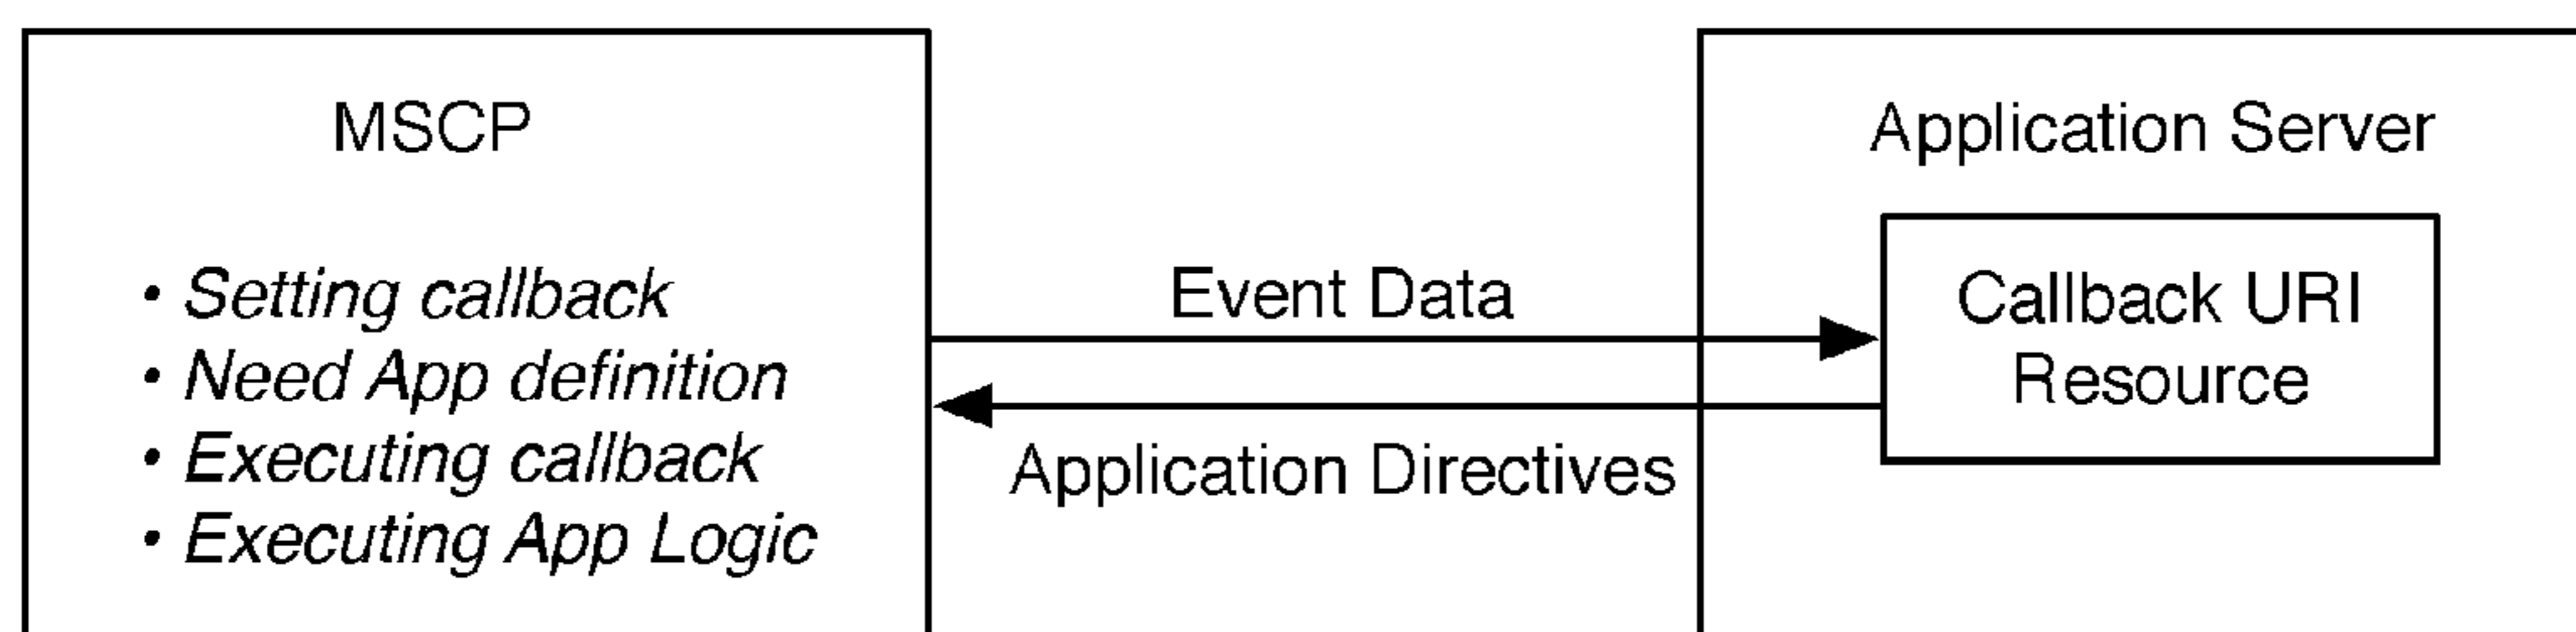 MSCP
• Setting callback
• Need App definition
• Executing callback
• Executing App Logic
Event Data
Application Directives
Application Server
Callback URI
Resource